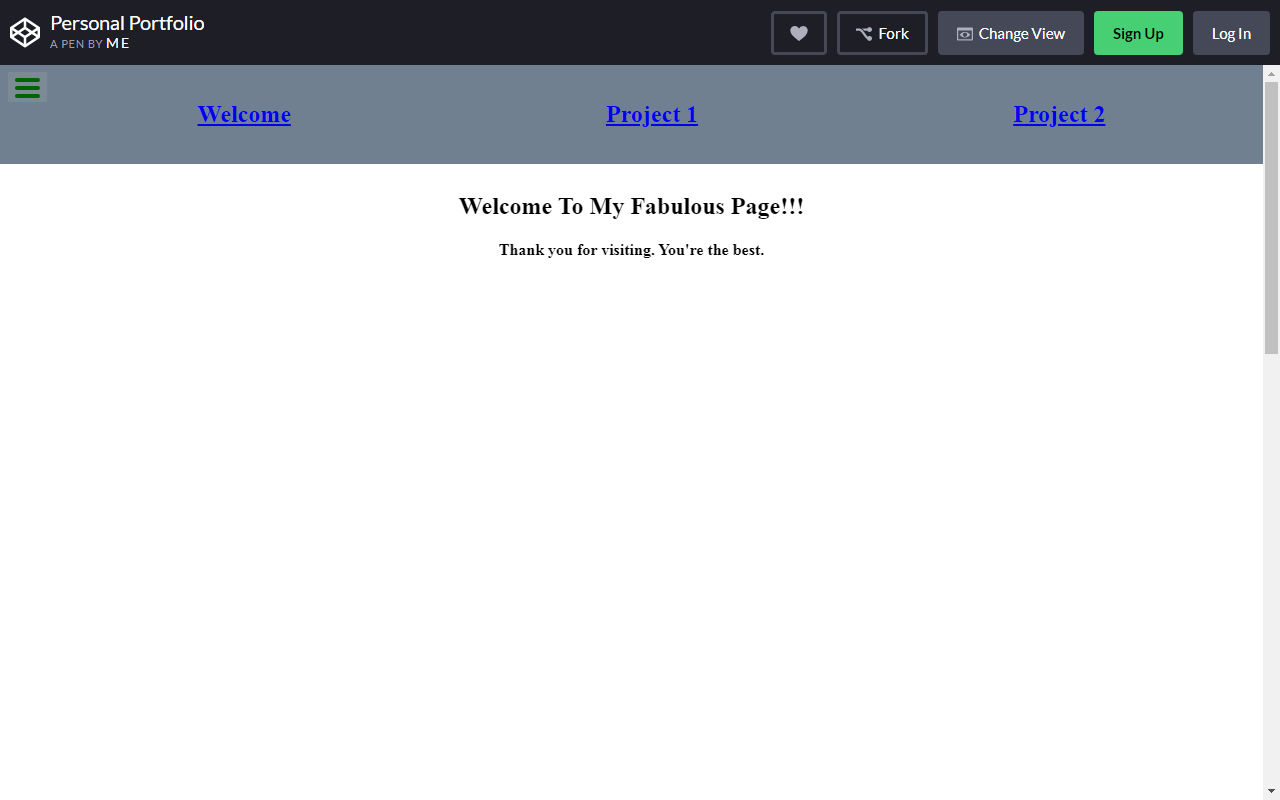 Personal Portfolio
A PEN BY ME
Fork
Change View
Sign Up
Log In
Welcome
Project 1
Project 2
Welcome To My Fabulous Page!!!
Thank you for visiting. You're the best.